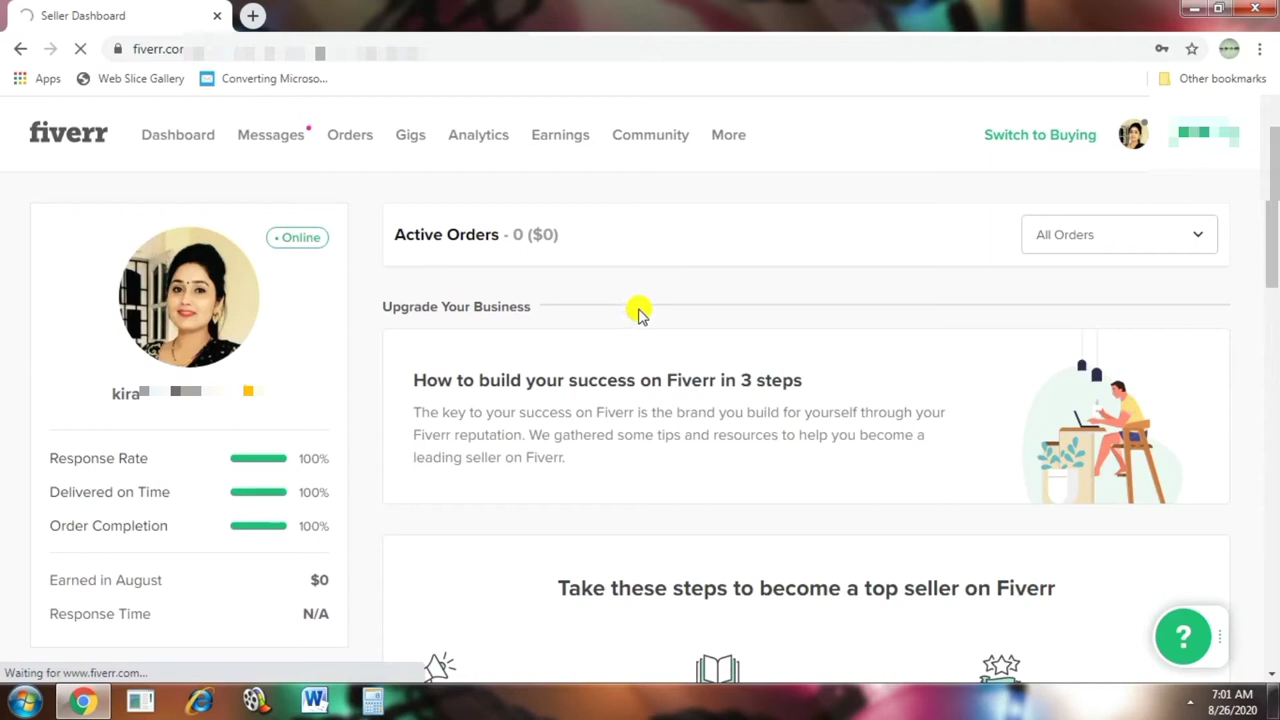 Seller Dashboard
fiverr.cor
Apps
Web Slice Gallery
Converting Microso...
Other bookmarks
fiverr
Dashboard
Messages
Orders
Gigs
Analytics
Earnings
Community
More
Switch to Buying
• Online
kira
Response Rate 100%
Delivered on Time 100%
Order Completion 100%
Earned in August $0
Response Time N/A
Active Orders - 0 ($0)
All Orders
Upgrade Your Business
How to build your success on Fiverr in 3 steps
The key to your success on Fiverr is the brand you build for yourself through your
Fiverr reputation. We gathered some tips and resources to help you become a
leading seller on Fiverr.
Take these steps to become a top seller on Fiverr
?
Waiting for www.fiverr.com...
7:01 AM
8/26/2020